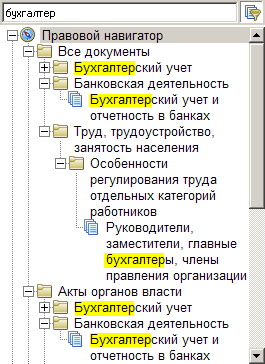 бухгалтер
Правовой навигатор
Все документы
Бухгалтерский учет
Банковская деятельность
Бухгалтерский учет и
отчетность в банках
Труд, трудоустройство,
занятость населения
Особенности
регулирования труда
отдельных категорий
работников
Руководители,
заместители, главные
бухгалтеры, члены
правления организации
Акты органов власти
Бухгалтерский учет
Банковская деятельность
Бухгалтерский учет и
отчетность в банках